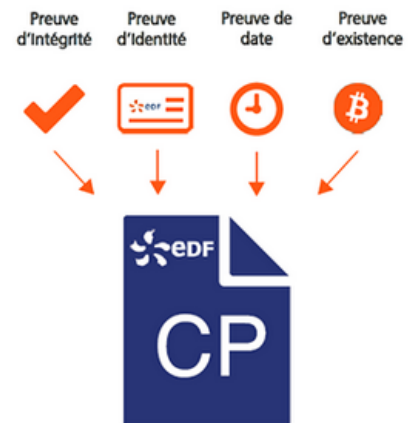 Preuve
d'Intégrité
Preuve
d'Identité
Preuve de
date
Preuve
d'existence
edf
edf
CP